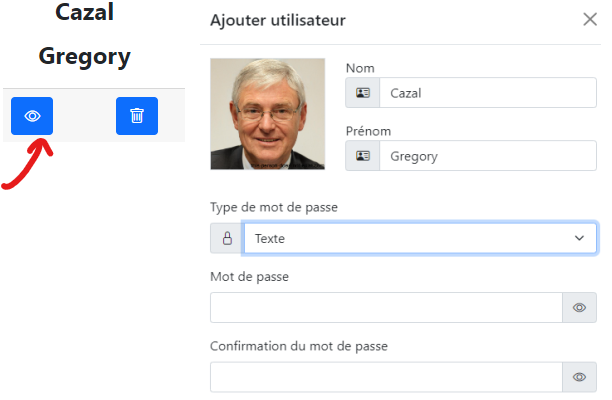 Cazal
Gregory
Ajouter utilisateur
Nom
Cazal
Prénom
Gregory
Type de mot de passe
Texte
Mot de passe
Confirmation du mot de passe